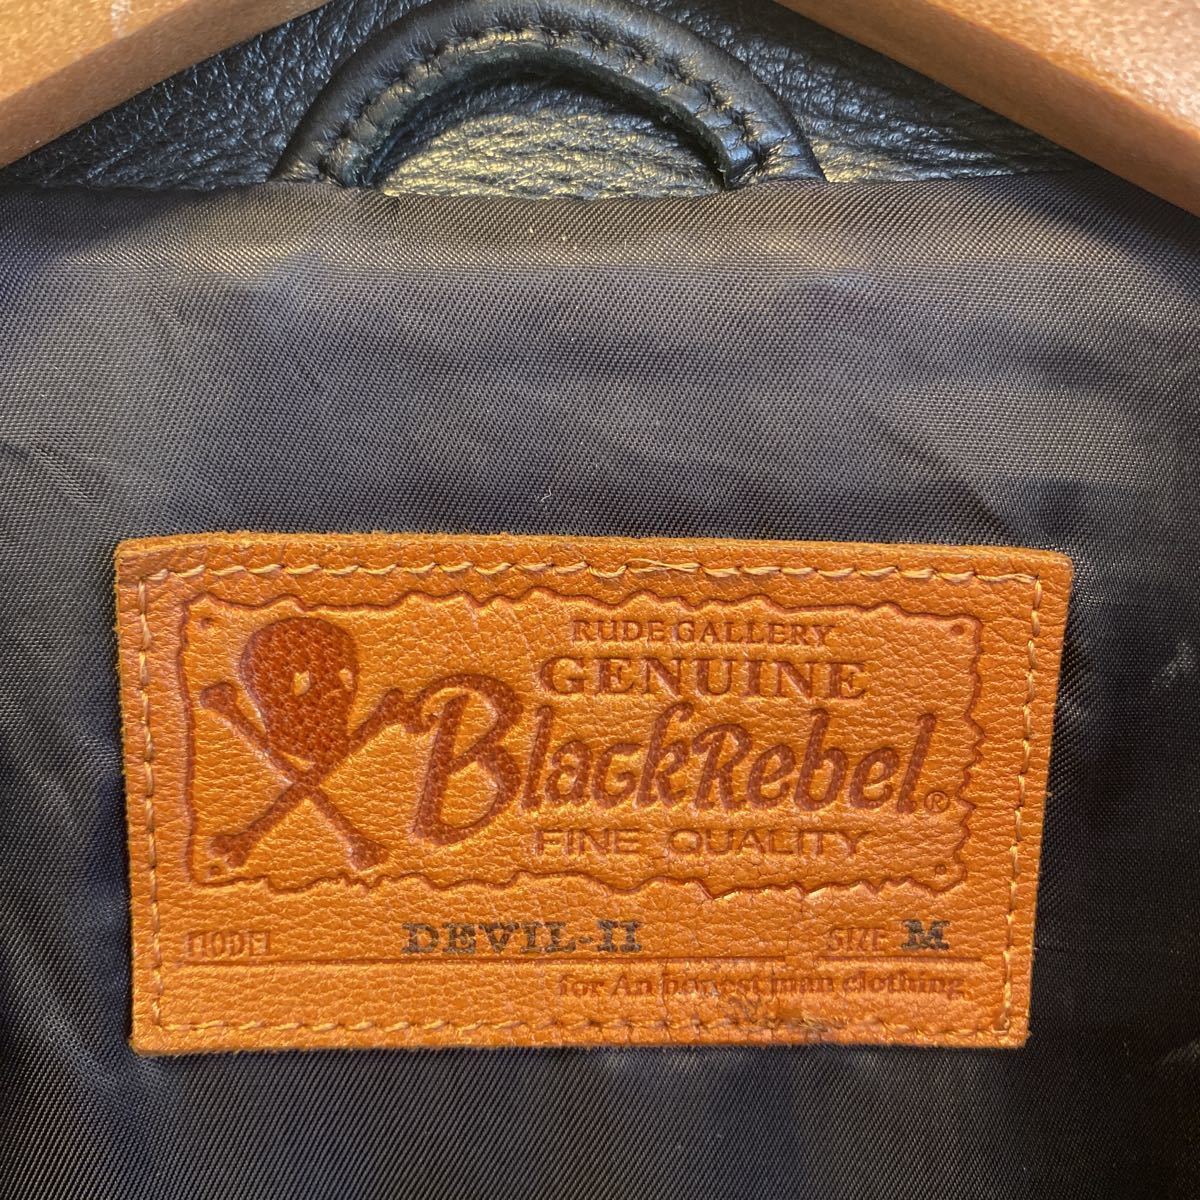 RUDE GALLERY
GENUINE
BlackRebel®
FINE QUALITY
MODEL DEVIL-II SIZE M
for An honest man clothing